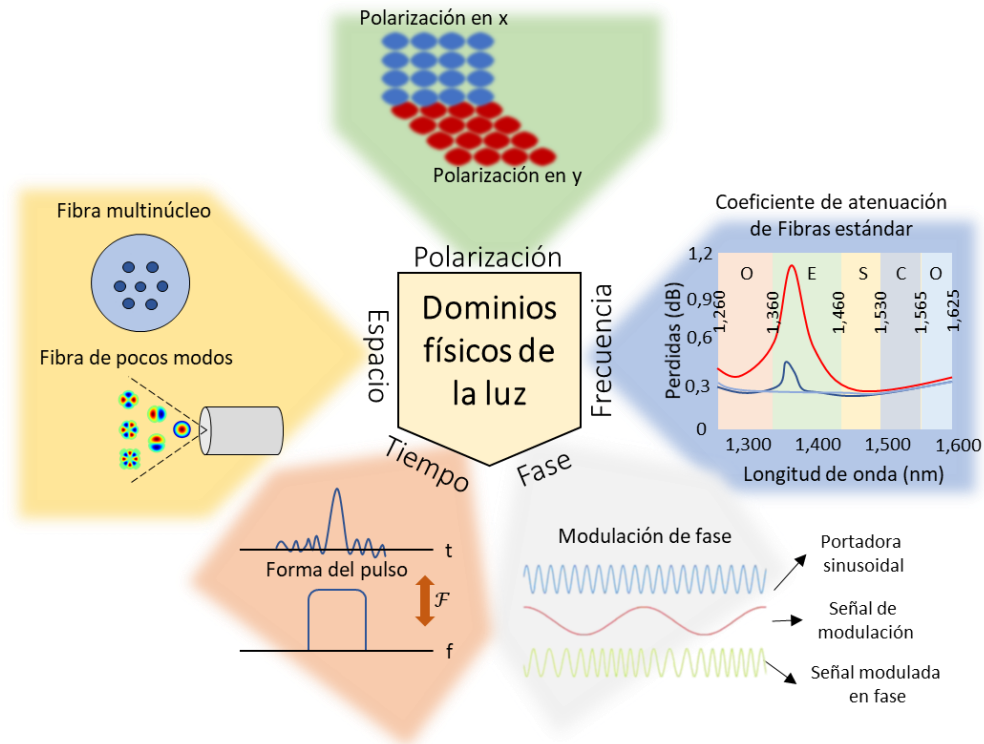 Polarización en x
Polarización en y
Polarización
Dominios
físicos de
la luz
Espacio
Frecuencia
Tiempo
Fase
Fibra multinúcleo
Fibra de pocos modos
Coeficiente de atenuación
de Fibras estándar
Perdidas (dB)
1,2
0,9
0,6
0,3
0
O E S C O
1,260
1,360
1,460
1,530
1,565
1,625
1,300 1,400 1,500 1,600
Longitud de onda (nm)
t
Forma del pulso
ℱ
f
Modulación de fase
Portadora
sinusoidal
Señal de
modulación
Señal modulada
en fase